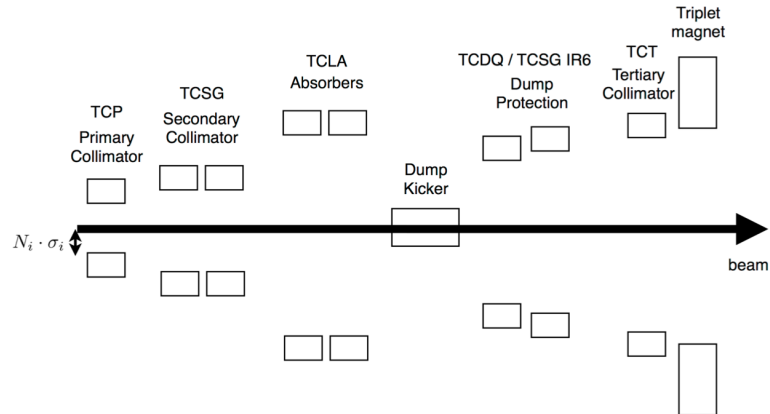 TCP
Primary
Collimator
TCSG
Secondary
Collimator
TCLA
Absorbers
Dump
Kicker
TCDQ / TCSG IR6
Dump
Protection
TCT
Tertiary
Collimator
Triplet
magnet
N_i · σ_i
beam